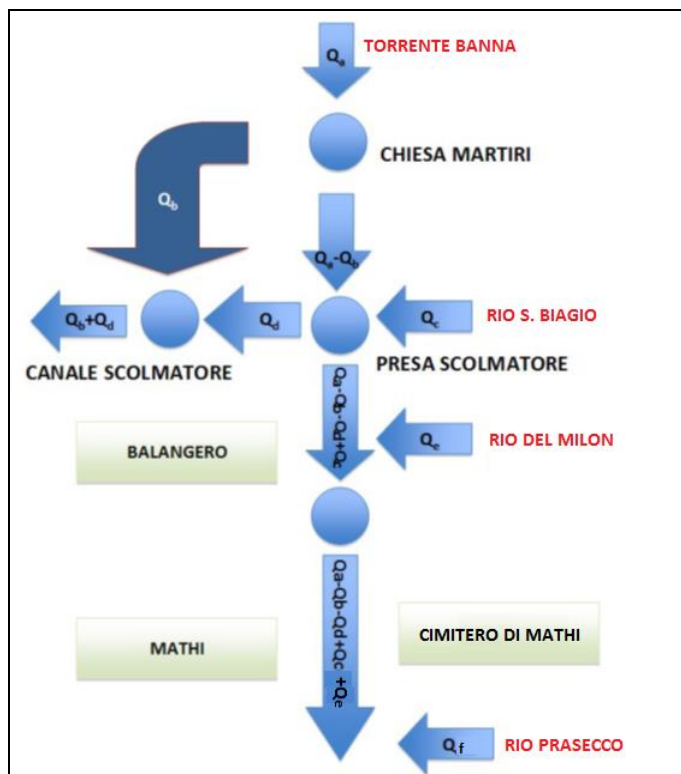 Qa
TORRENTE BANNA
CHIESA MARTIRI
Qb
Qa-Qb
Qb+Qd
Qd
Qc
RIO S. BIAGIO
CANALE SCOLMATORE
PRESA SCOLMATORE
Qa-Qb-Qd+Qc
Qe
RIO DEL MILON
BALANGERO
Qa-Qb-Qd+Qc
+Qe
MATHI
CIMITERO DI MATHI
Qf
RIO PRASECCO